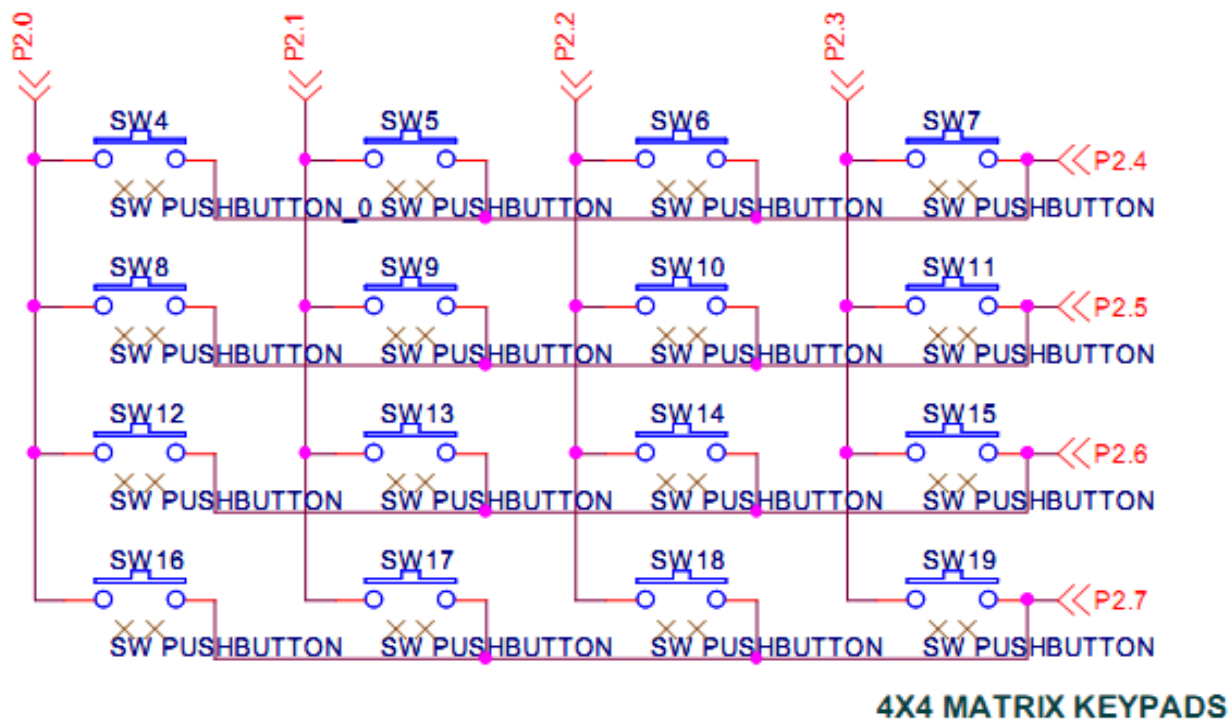 P2.0 P2.1 P2.2 P2.3
SW4 SW5 SW6 SW7
P2.4
SW PUSHBUTTON_0 SW PUSHBUTTON SW PUSHBUTTON SW PUSHBUTTON
SW8 SW9 SW10 SW11
P2.5
SW PUSHBUTTON SW PUSHBUTTON SW PUSHBUTTON SW PUSHBUTTON
SW12 SW13 SW14 SW15
P2.6
SW PUSHBUTTON SW PUSHBUTTON SW PUSHBUTTON SW PUSHBUTTON
SW16 SW17 SW18 SW19
P2.7
SW PUSHBUTTON SW PUSHBUTTON SW PUSHBUTTON SW PUSHBUTTON
4X4 MATRIX KEYPADS